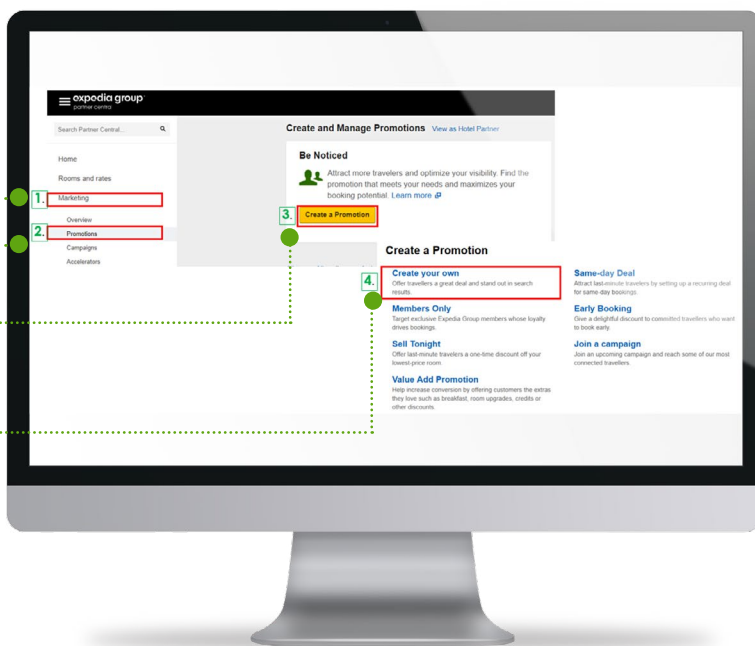 expedia group
partner central
Search Partner Central...
Create and Manage Promotions View as Hotel Partner
Home
Rooms and rates
1. Marketing
Overview
2. Promotions
Campaigns
Accelerators
Be Noticed
Attract more travelers and optimize your visibility. Find the
promotion that meets your needs and maximizes your
booking potential. Learn more
3. Create a Promotion
Create a Promotion
4. Create your own
Offer travellers a great deal and stand out in search
results.
Members Only
Target exclusive Expedia Group members whose loyalty
drives bookings.
Sell Tonight
Offer last-minute travelers a one-time discount off your
lowest-price room
Value Add Promotion
Help increase conversion by offering customers the extras
they love such as breakfast, room upgrades, credits or
other discounts.
Same-day Deal
Attract last-minute travelers by setting up a recurring deal
for same day bookings.
Early Booking
Give a delightful discount to committed travellers who want
to book early.
Join a campaign
Join an upcoming campaign and reach some of our most
connected travellers.